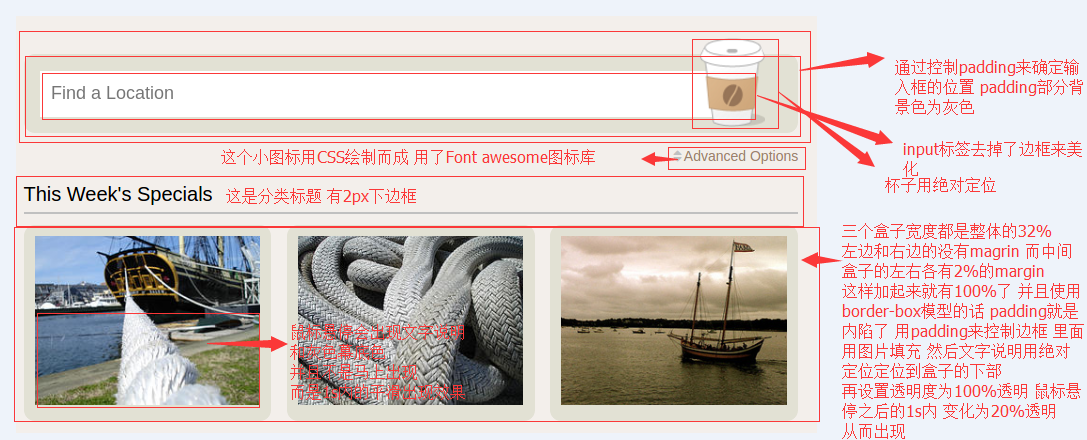 Find a Location
通过控制padding来确定输
入框的位置 padding部分背
景色为灰色
这个小图标用CSS绘制而成 用了Font awesome图标库
Advanced Options
input标签去掉了边框来美
化
杯子用绝对定位
This Week's Specials
这是分类标题 有2px下边框
三个盒子宽度都是整体的32%
左边和右边的没有magrin 而中间
盒子的左右各有2%的margin
这样加起来就有100%了 并且使用
border-box模型的话 padding就是
内陷了 用padding来控制边框 里面
用图片填充 然后文字说明用绝对
定位定位到盒子的下部
再设置透明度为100%透明 鼠标悬
停之后的1s内 变化为20%透明
从而出现
鼠标悬停会出现文字说明